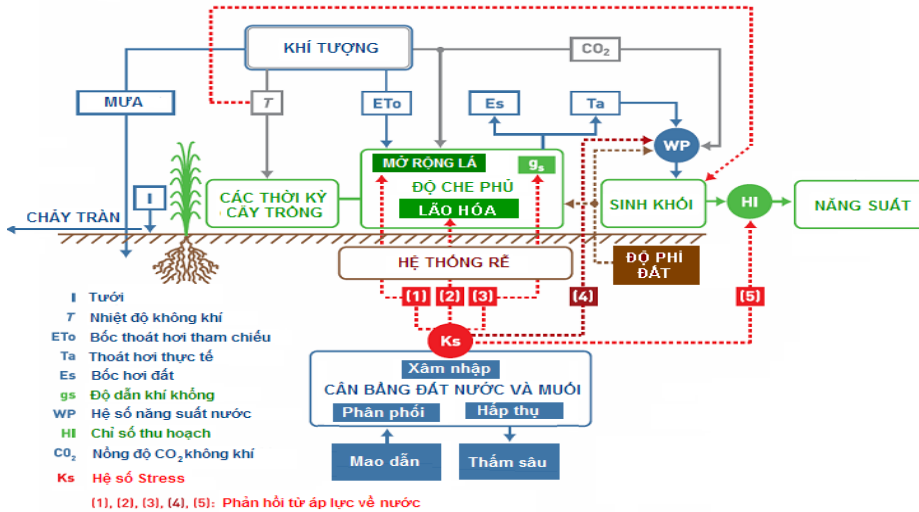 KHÍ TƯỢNG
CO₂
MƯA
T
ETo
Es
Ta
WP
MỞ RỘNG LÁ
gs
ĐỘ CHE PHỦ
LÃO HÓA
CÁC THỜI KỲ
CÂY TRỒNG
I
SINH KHỐI
HI
NĂNG SUẤT
CHẢY TRÀN
HỆ THỐNG RỄ
ĐỘ PHÌ
ĐẤT
(1)
(2)
(3)
(4)
(5)
Ks
Xâm nhập
CÂN BẰNG ĐẤT NƯỚC VÀ MUỐI
Phân phối
Hấp thụ
Mao dẫn
Thấm sâu
I Tưới
T Nhiệt độ không khí
ETo Bốc thoát hơi tham chiếu
Ta Thoát hơi thực tế
Es Bốc hơi đất
gs Độ dẫn khí khổng
WP Hệ số năng suất nước
HI Chỉ số thu hoạch
CO₂ Nồng độ CO₂ không khí
Ks Hệ số Stress
(1), (2), (3), (4), (5): Phản hồi từ áp lực về nước